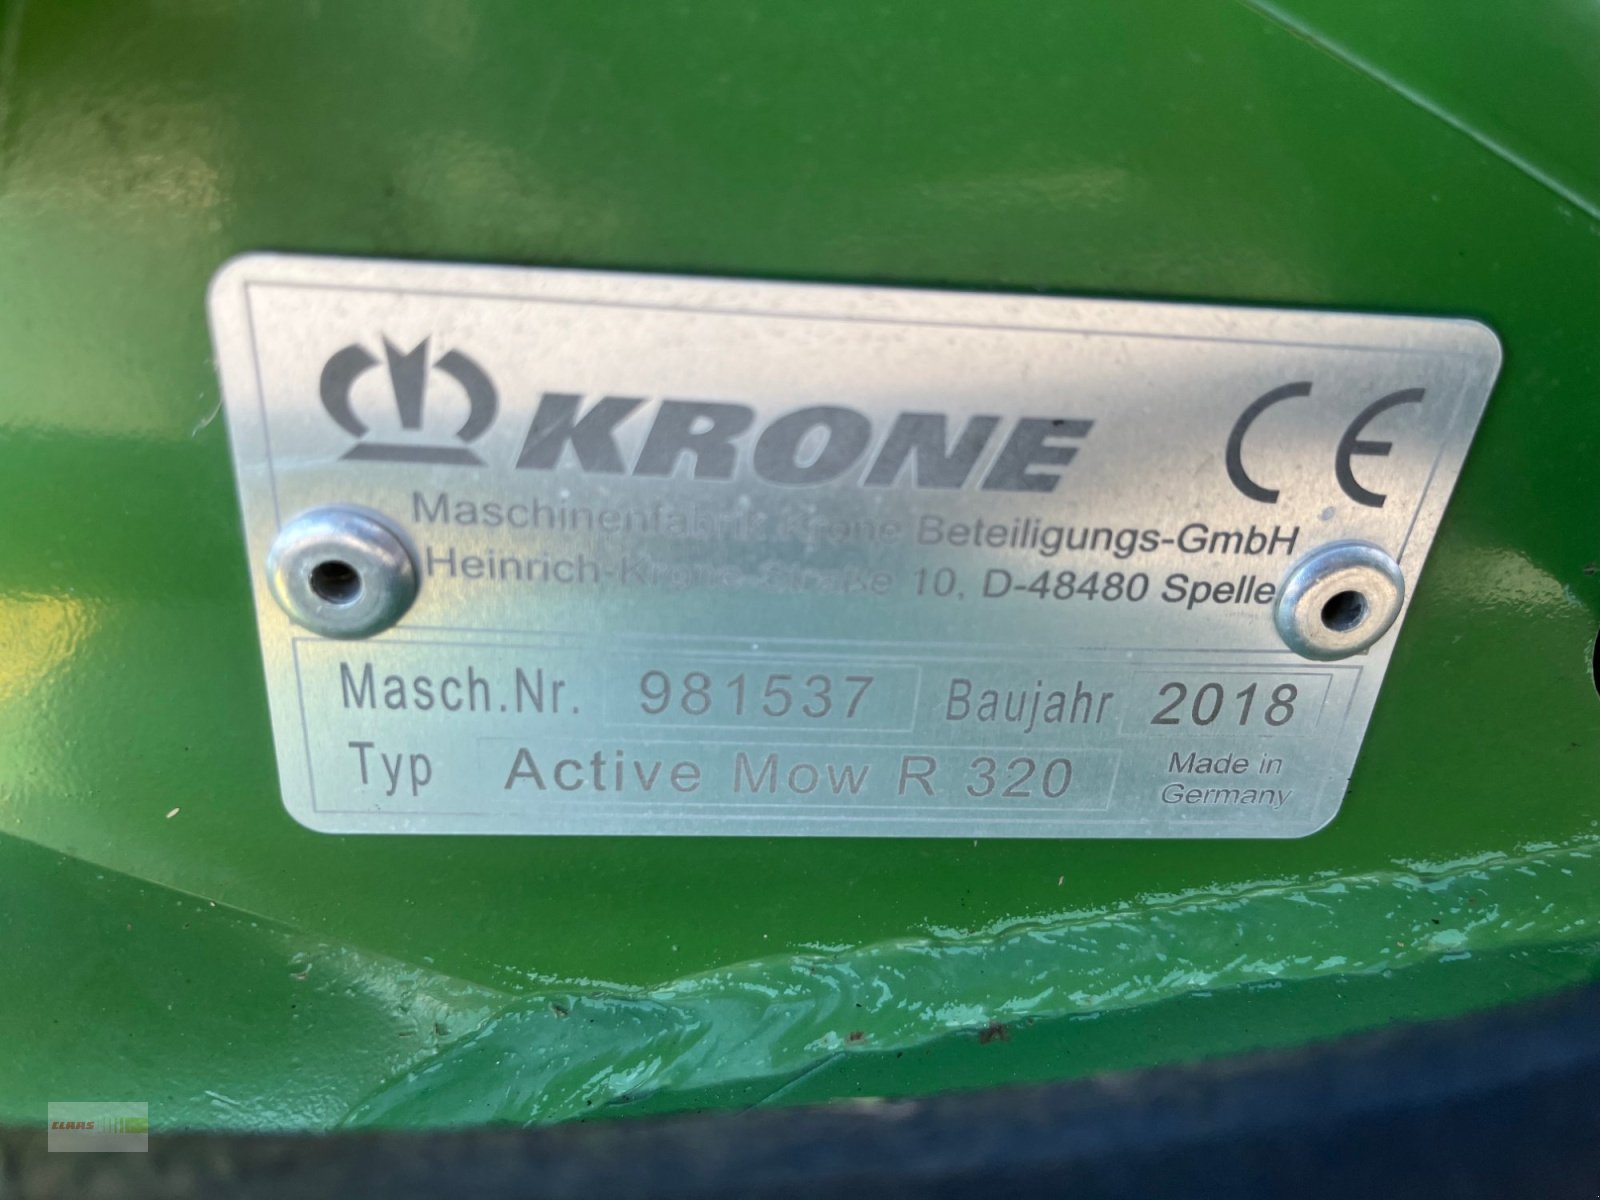 KRONE CE
Maschinenfabrik Krone Beteiligungs-GmbH
Heinrich-Krone-Straße 10, D-48480 Spelle
Masch.Nr. 981537 Baujahr 2018
Typ Active Mow R 320 Made in
Germany
CLAAS